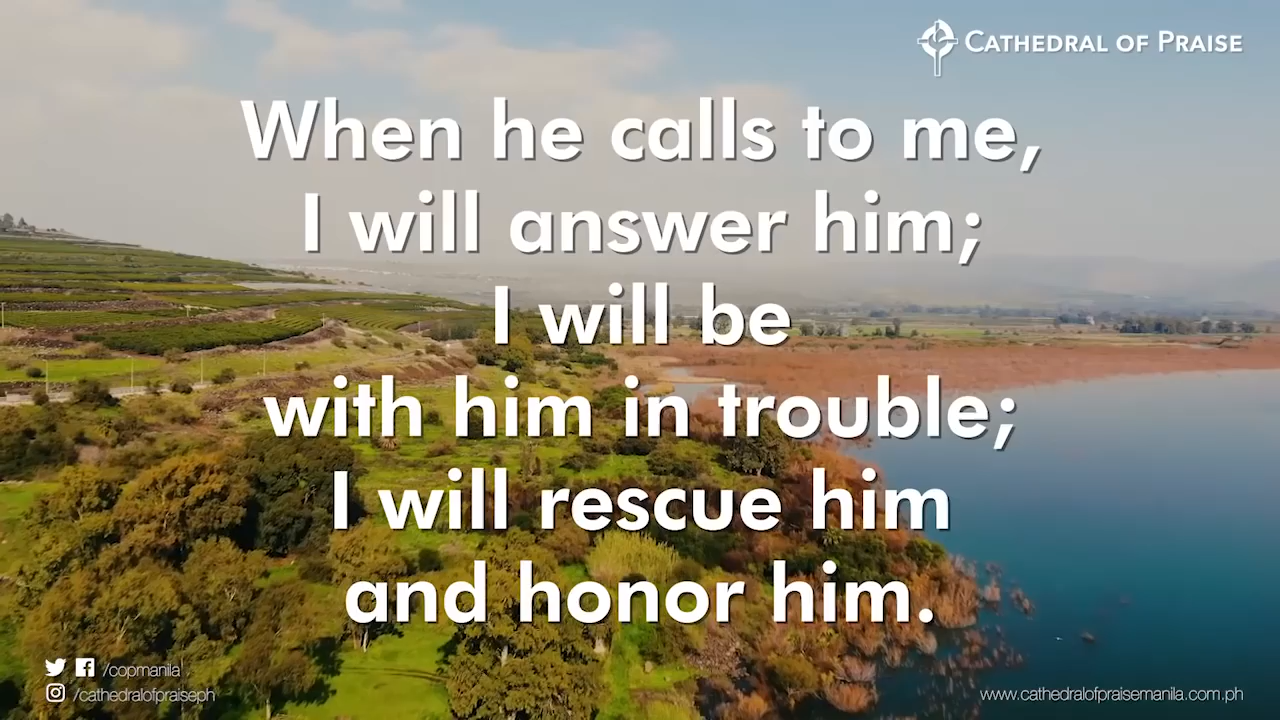 CATHEDRAL OF PRAISE
When he calls to me,
I will answer him;
I will be
with him in trouble;
I will rescue him
and honor him.
/copmanila
/cathedralofpraiseph
www.cathedralofpraisemanila.com.ph